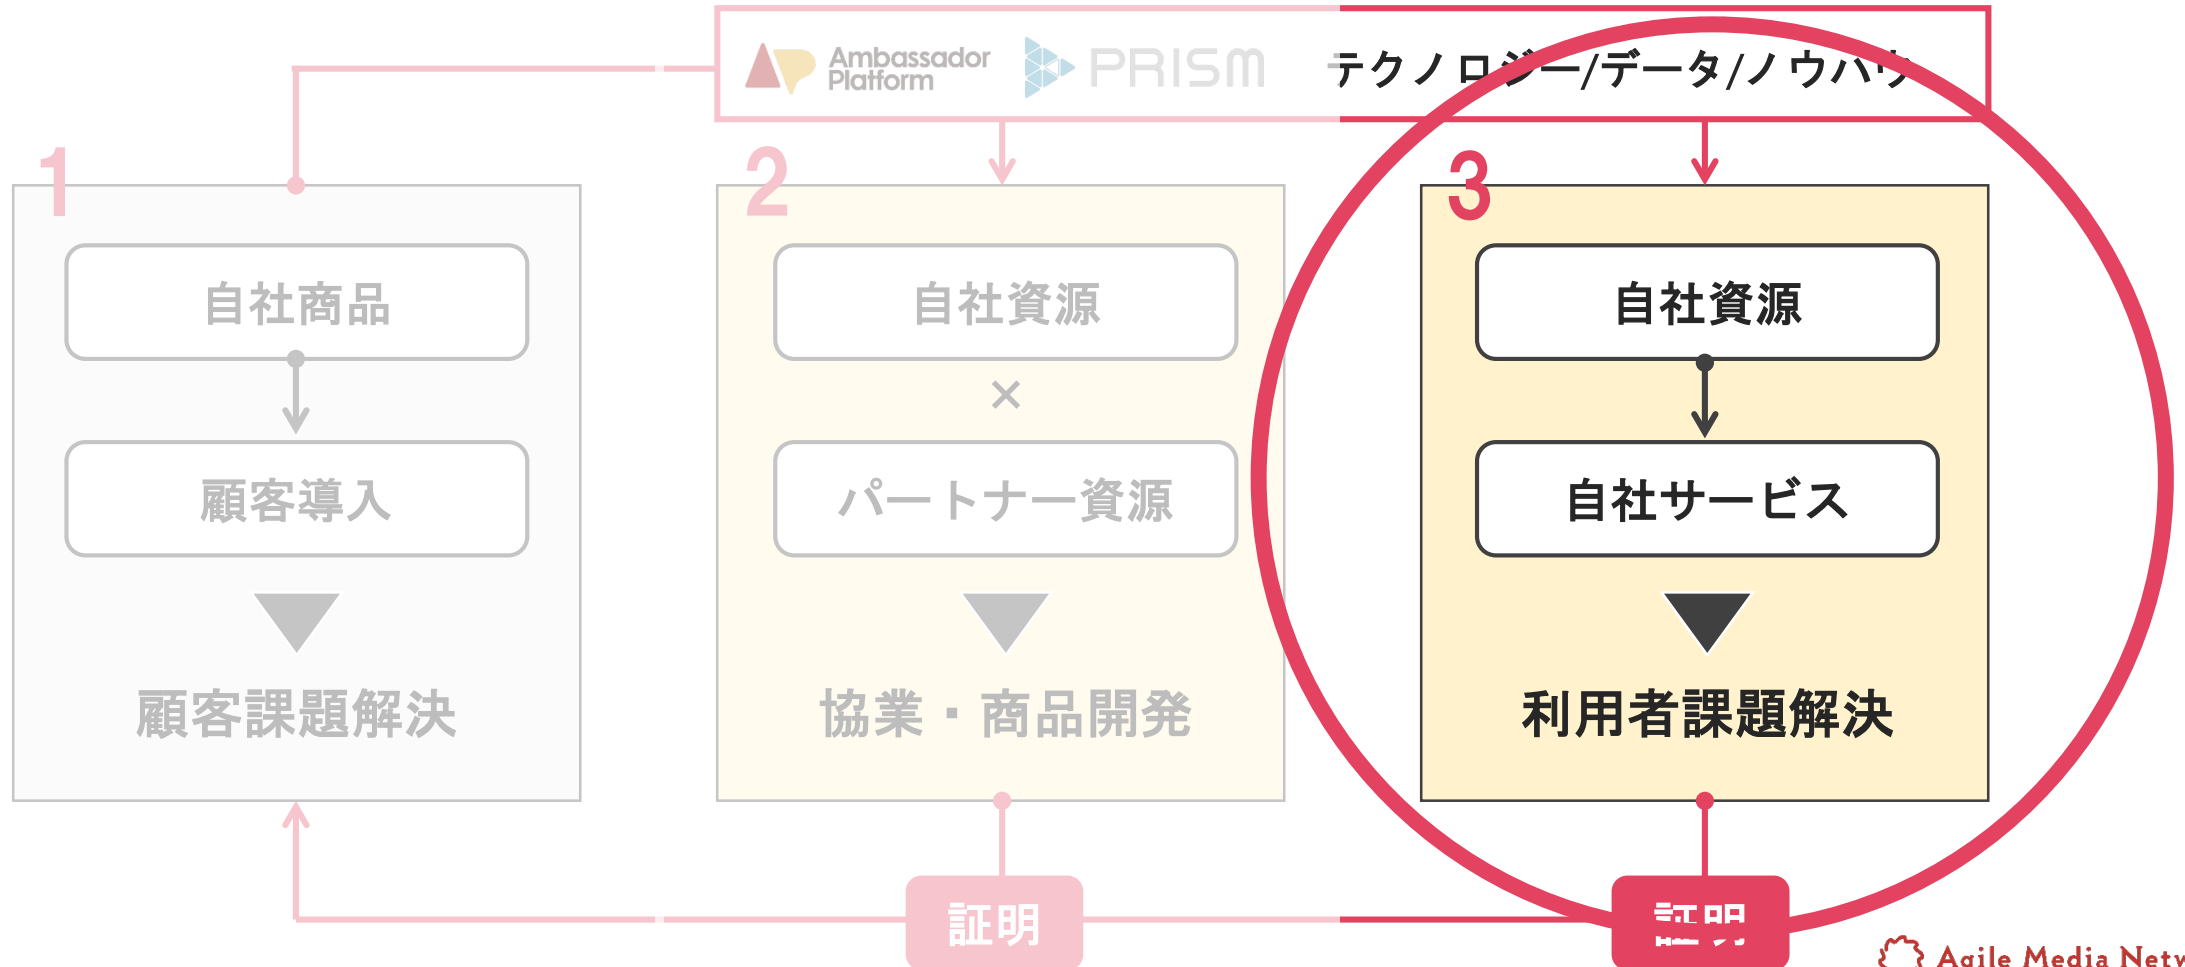 Ambassador
Platform
PRISM
テクノロジー/データ/ノウハウ
1
自社商品
顧客導入
顧客課題解決
2
自社資源
×
パートナー資源
協業・商品開発
証明
3
自社資源
自社サービス
利用者課題解決
証明
Agile Media Netw